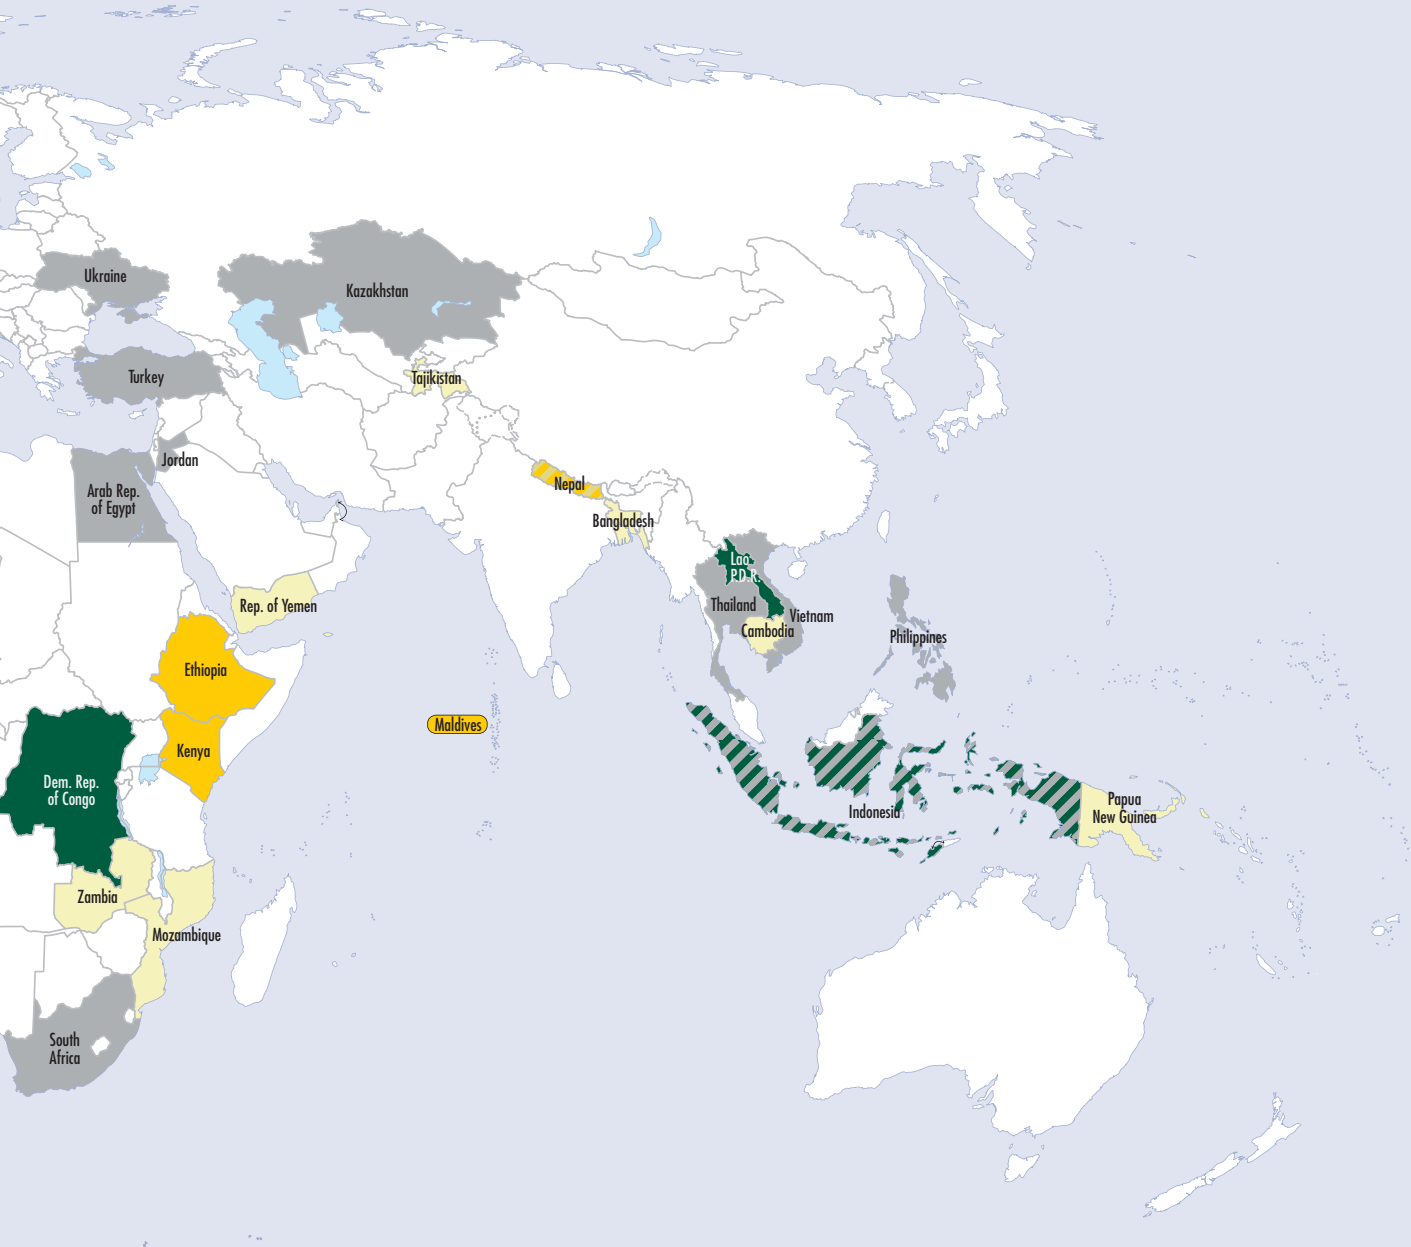 Ukraine
Kazakhstan
Turkey
Tajikistan
Jordan
Arab Rep.
of Egypt
Nepal
Bangladesh
Lao
P.D.R.
Rep. of Yemen
Thailand
Vietnam
Cambodia
Philippines
Ethiopia
Maldives
Kenya
Dem. Rep.
of Congo
Indonesia
Papua
New Guinea
Zambia
Mozambique
South
Africa